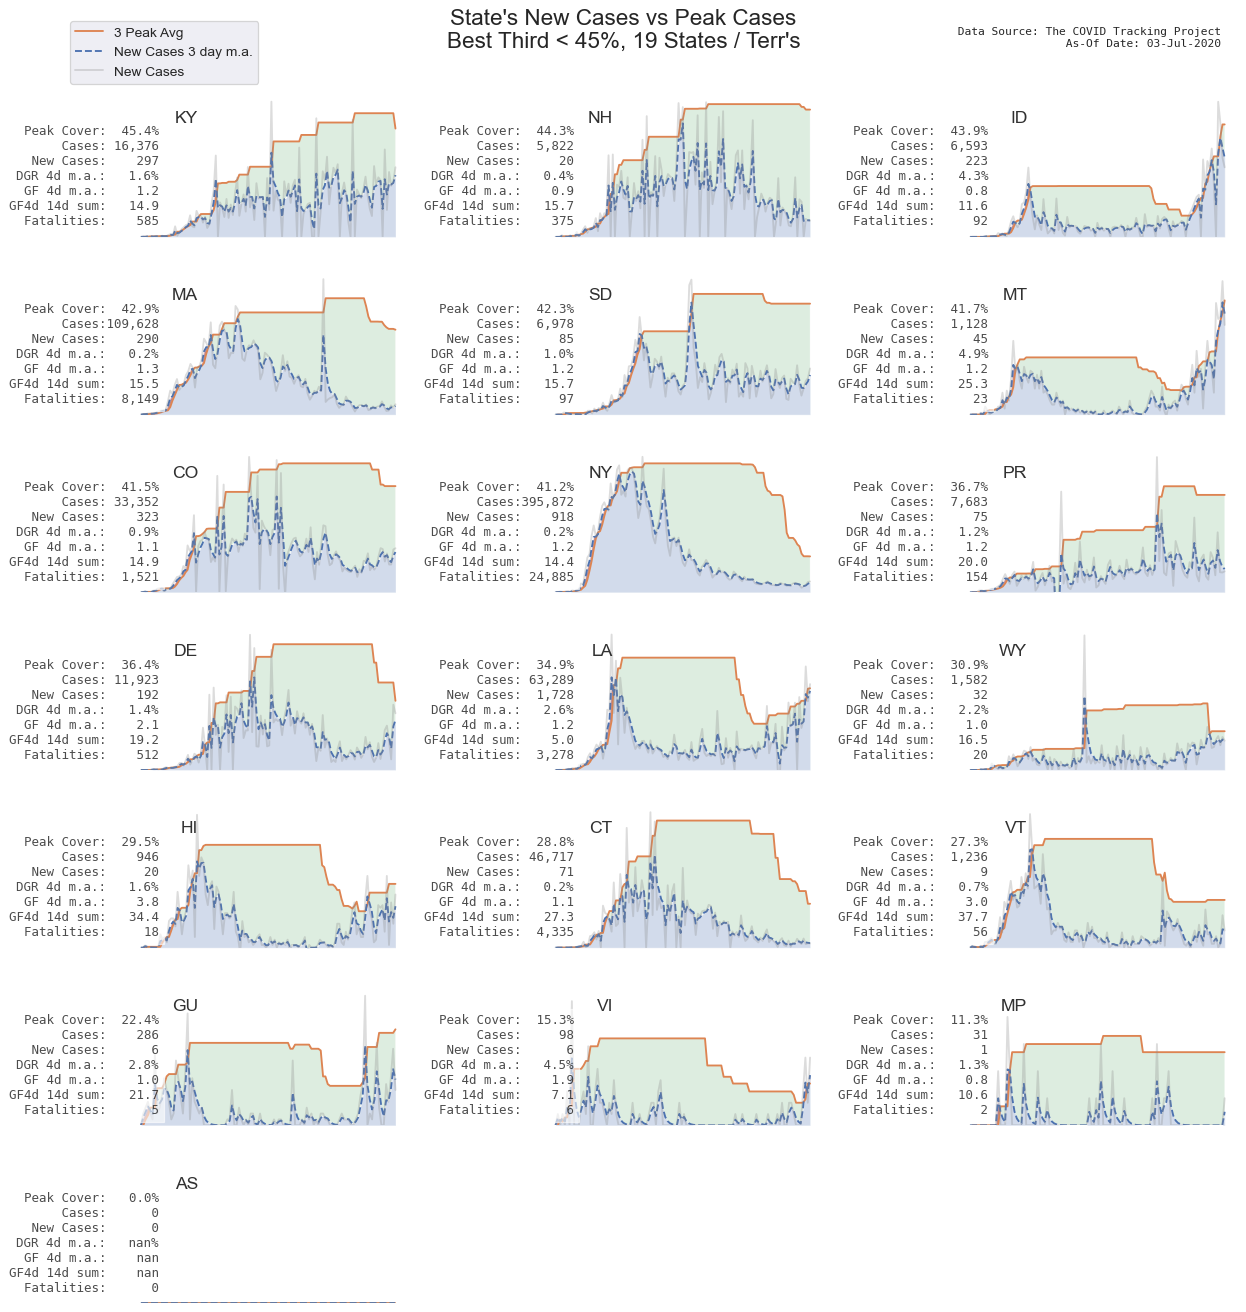 State's New Cases vs Peak Cases
Best Third < 45%, 19 States / Terr's
3 Peak Avg
New Cases 3 day m.a.
New Cases
Data Source: The COVID Tracking Project
As-Of Date: 03-Jul-2020
KY
Peak Cover: 45.4%
Cases: 16,376
New Cases: 297
DGR 4d m.a.: 1.6%
GF 4d m.a.: 1.2
GF4d 14d sum: 14.9
Fatalities: 585
NH
Peak Cover: 44.3%
Cases: 5,822
New Cases: 20
DGR 4d m.a.: 0.4%
GF 4d m.a.: 0.9
GF4d 14d sum: 15.7
Fatalities: 375
ID
Peak Cover: 43.9%
Cases: 6,593
New Cases: 223
DGR 4d m.a.: 4.3%
GF 4d m.a.: 0.8
GF4d 14d sum: 11.6
Fatalities: 92
MA
Peak Cover: 42.9%
Cases:109,628
New Cases: 290
DGR 4d m.a.: 0.2%
GF 4d m.a.: 1.3
GF4d 14d sum: 15.5
Fatalities: 8,149
SD
Peak Cover: 42.3%
Cases: 6,978
New Cases: 85
DGR 4d m.a.: 1.0%
GF 4d m.a.: 1.2
GF4d 14d sum: 15.7
Fatalities: 97
MT
Peak Cover: 41.7%
Cases: 1,128
New Cases: 45
DGR 4d m.a.: 4.9%
GF 4d m.a.: 1.2
GF4d 14d sum: 25.3
Fatalities: 23
CO
Peak Cover: 41.5%
Cases: 33,352
New Cases: 323
DGR 4d m.a.: 0.9%
GF 4d m.a.: 1.1
GF4d 14d sum: 14.9
Fatalities: 1,521
NY
Peak Cover: 41.2%
Cases:395,872
New Cases: 918
DGR 4d m.a.: 0.2%
GF 4d m.a.: 1.2
GF4d 14d sum: 14.4
Fatalities: 24,885
PR
Peak Cover: 36.7%
Cases: 7,683
New Cases: 75
DGR 4d m.a.: 1.2%
GF 4d m.a.: 1.2
GF4d 14d sum: 20.0
Fatalities: 154
DE
Peak Cover: 36.4%
Cases: 11,923
New Cases: 192
DGR 4d m.a.: 1.4%
GF 4d m.a.: 2.1
GF4d 14d sum: 19.2
Fatalities: 512
LA
Peak Cover: 34.9%
Cases: 63,289
New Cases: 1,728
DGR 4d m.a.: 2.6%
GF 4d m.a.: 1.2
GF4d 14d sum: 5.0
Fatalities: 3,278
WY
Peak Cover: 30.9%
Cases: 1,582
New Cases: 32
DGR 4d m.a.: 2.2%
GF 4d m.a.: 1.0
GF4d 14d sum: 16.5
Fatalities: 20
HI
Peak Cover: 29.5%
Cases: 946
New Cases: 20
DGR 4d m.a.: 1.6%
GF 4d m.a.: 3.8
GF4d 14d sum: 34.4
Fatalities: 18
CT
Peak Cover: 28.8%
Cases: 46,717
New Cases: 71
DGR 4d m.a.: 0.2%
GF 4d m.a.: 1.1
GF4d 14d sum: 27.3
Fatalities: 4,335
VT
Peak Cover: 27.3%
Cases: 1,236
New Cases: 9
DGR 4d m.a.: 0.7%
GF 4d m.a.: 3.0
GF4d 14d sum: 37.7
Fatalities: 56
GU
Peak Cover: 22.4%
Cases: 286
New Cases: 6
DGR 4d m.a.: 2.8%
GF 4d m.a.: 1.0
GF4d 14d sum: 21.7
Fatalities: 5
VI
Peak Cover: 15.3%
Cases: 98
New Cases: 6
DGR 4d m.a.: 4.5%
GF 4d m.a.: 1.9
GF4d 14d sum: 7.1
Fatalities: 6
MP
Peak Cover: 11.3%
Cases: 31
New Cases: 1
DGR 4d m.a.: 1.3%
GF 4d m.a.: 0.8
GF4d 14d sum: 10.6
Fatalities: 2
AS
Peak Cover: 0.0%
Cases: 0
New Cases: 0
DGR 4d m.a.: nan%
GF 4d m.a.: nan
GF4d 14d sum: nan
Fatalities: 0